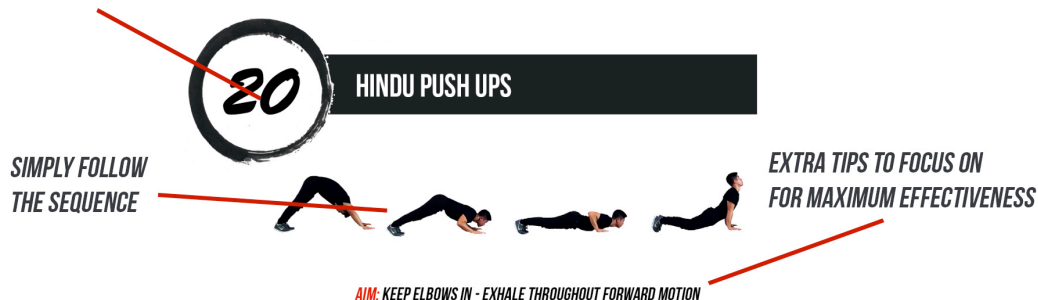 20
HINDU PUSH UPS
SIMPLY FOLLOW
THE SEQUENCE
EXTRA TIPS TO FOCUS ON
FOR MAXIMUM EFFECTIVENESS
AIM: KEEP ELBOWS IN - EXHALE THROUGHOUT FORWARD MOTION